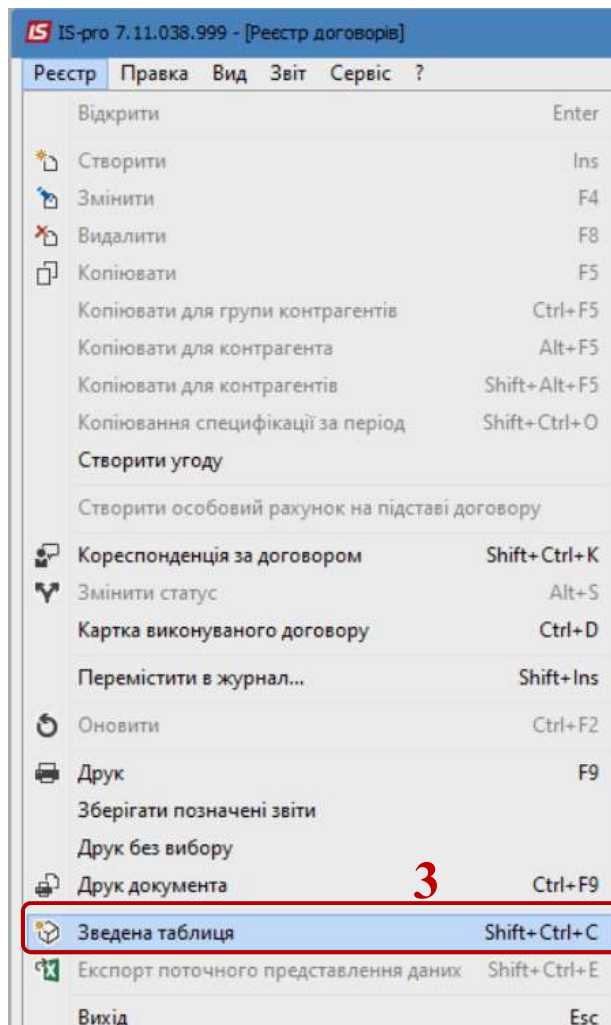 IS IS-pro 7.11.038.999 - [Реєстр договорів]
Реєстр Правка Вид Звіт Сервіс ?
Відкрити Enter
Створити Ins
Змінити F4
Видалити F8
Копіювати F5
Копіювати для групи контрагентів Ctrl+F5
Копіювати для контрагента Alt+F5
Копіювати для контрагентів Shift+Alt+F5
Копіювання специфікації за період Shift+Ctrl+O
Створити угоду
Створити особовий рахунок на підставі договору
Кореспонденція за договором Shift+Ctrl+K
Змінити статус Alt+S
Картка виконуваного договору Ctrl+D
Перемістити в журнал... Shift+Ins
Оновити Ctrl+F2
Друк F9
Зберігати позначені звіти
Друк без вибору
Друк документа 3 Ctrl+F9
Зведена таблиця Shift+Ctrl+C
Експорт поточного представлення даних Shift+Ctrl+E
Вихід Esc